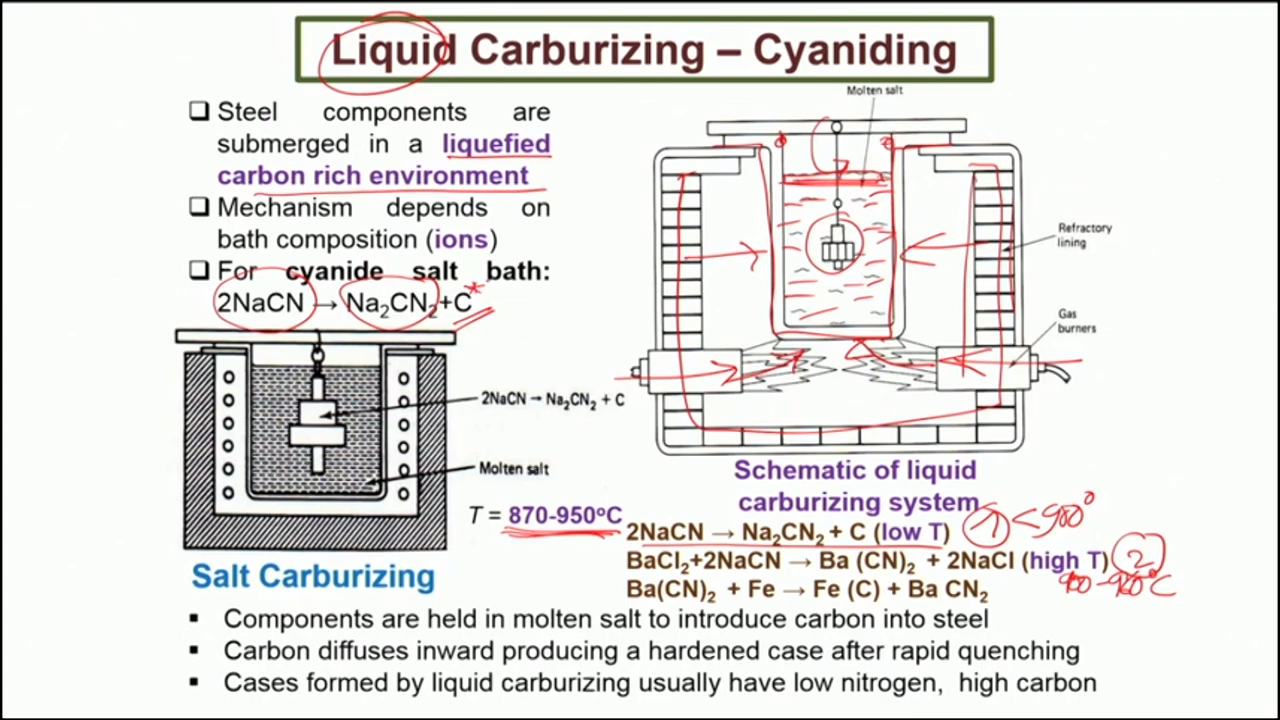 Liquid Carburizing – Cyaniding
❑ Steel components are
submerged in a liquefied
carbon rich environment
❑ Mechanism depends on
bath composition (ions)
❑ For cyanide salt bath:
2NaCN → Na₂CN₂+C*
2NaCN → Na₂CN₂ + C
Molten salt
T = 870-950°C
Salt Carburizing
Molten salt
Refractory
lining
Gas
burners
Schematic of liquid
carburizing system
2NaCN → Na₂CN₂ + C (low T) 1 <900°
BaCl₂+2NaCN → Ba (CN)₂ + 2NaCl (high T) 2
Ba(CN)₂ + Fe → Fe (C) + Ba CN₂
▪ Components are held in molten salt to introduce carbon into steel
▪ Carbon diffuses inward producing a hardened case after rapid quenching
▪ Cases formed by liquid carburizing usually have low nitrogen, high carbon